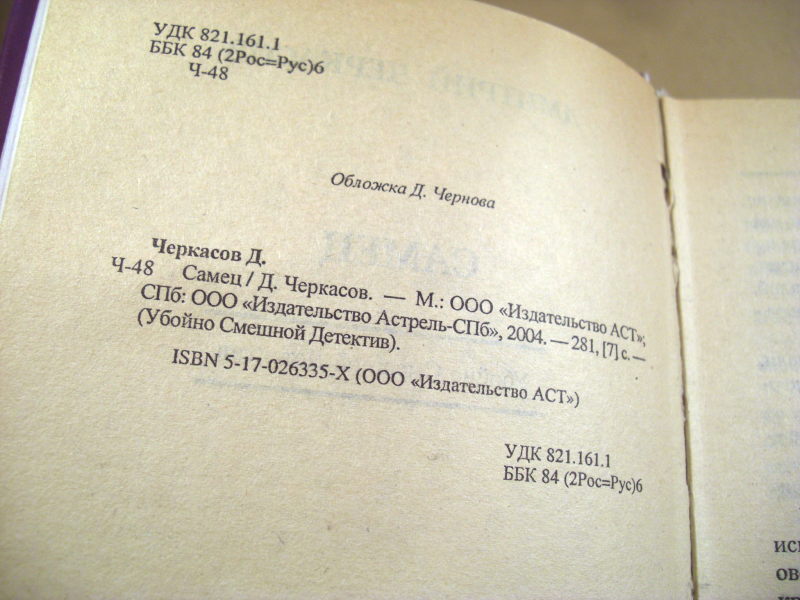 УДК 821.161.1
ББК 84 (2Рос=Рус)6
Ч-48
Обложка Д. Чернова
Черкасов Д.
Ч-48 Самец / Д. Черкасов. — М.: ООО «Издательство АСТ»;
СПб: ООО «Издательство Астрель-СПб», 2004. — 281, [7] с. —
(Убойно Смешной Детектив).
ISBN 5-17-026335-X (ООО «Издательство АСТ»)
УДК 821.161.1
ББК 84 (2Рос=Рус)6